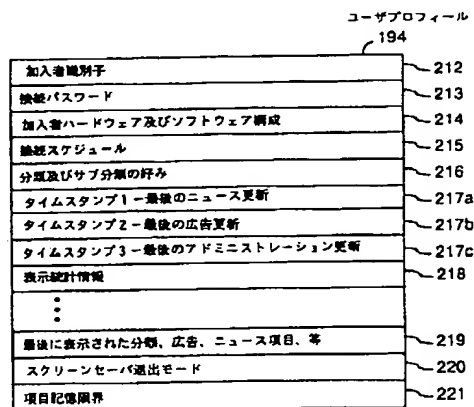 ユーザプロフィール
194
加入者識別子 212
接続パスワード 213
加入者ハードウェア及びソフトウェア構成 214
接続スケジュール 215
分類及びサブ分類の好み 216
タイムスタンプ1－最後のニュース更新 217a
タイムスタンプ2－最後の広告更新 217b
タイムスタンプ3－最後のアドミニストレーション更新 217c
表示統計情報 218
最後に表示された分類、広告、ニュース項目、等 219
スクリーンセーバ退出モード 220
項目記憶限界 221